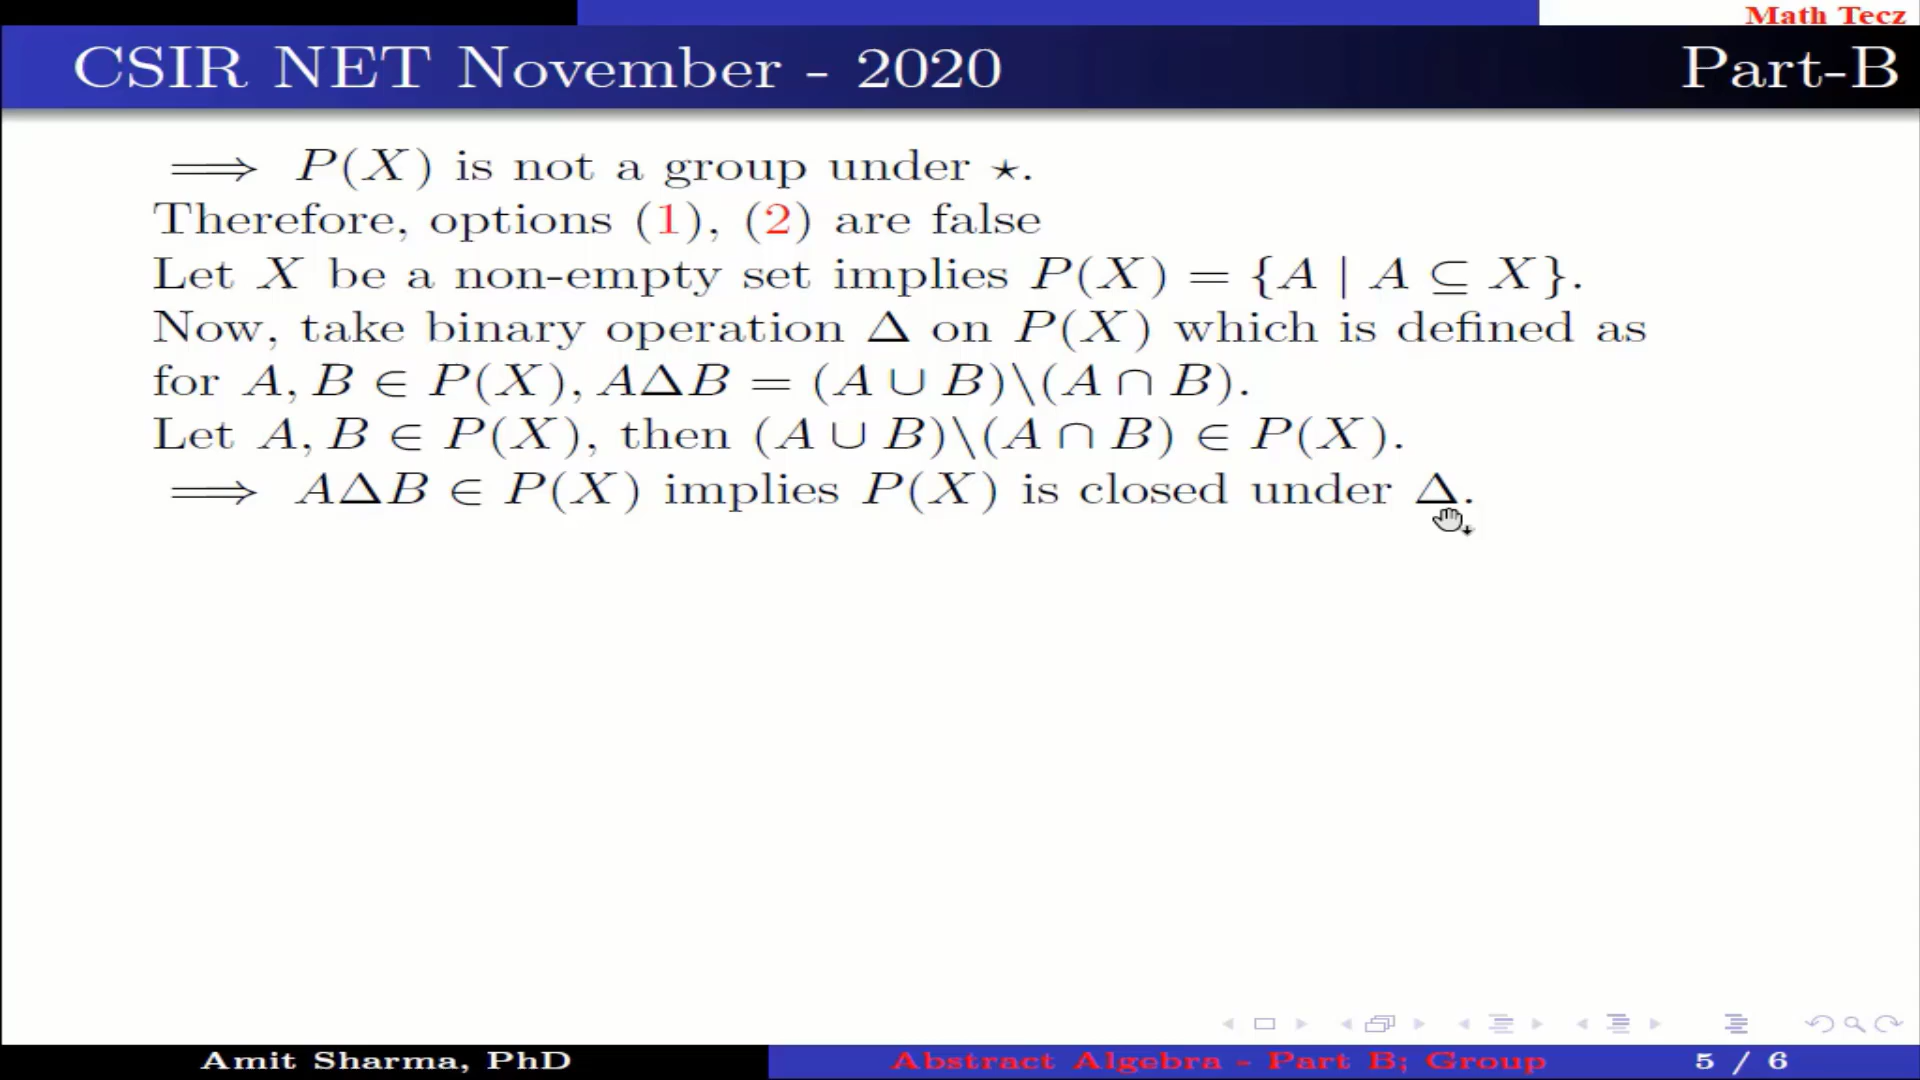 Math Tecz
CSIR NET November - 2020 Part-B
⟹ P(X) is not a group under ⋆.
Therefore, options (1), (2) are false
Let X be a non-empty set implies P(X) = {A | A ⊆ X}.
Now, take binary operation Δ on P(X) which is defined as
for A, B ∈ P(X), AΔB = (A ∪ B)\(A ∩ B).
Let A, B ∈ P(X), then (A ∪ B)\(A ∩ B) ∈ P(X).
⟹ AΔB ∈ P(X) implies P(X) is closed under Δ.
Amit Sharma, PhD Abstract Algebra - Part B; Group 5 / 6